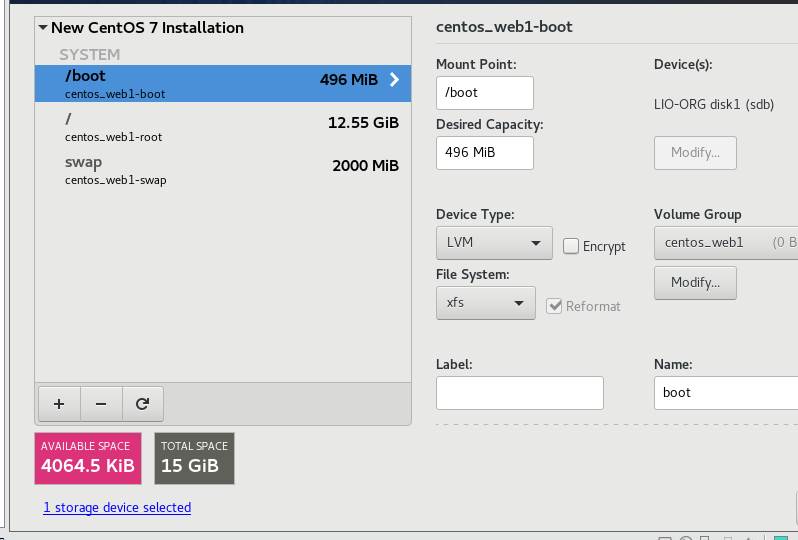 New CentOS 7 Installation
SYSTEM
/boot 496 MiB
centos_web1-boot
/ 12.55 GiB
centos_web1-root
swap 2000 MiB
centos_web1-swap
AVAILABLE SPACE
4064.5 KiB
TOTAL SPACE
15 GiB
1 storage device selected
centos_web1-boot
Mount Point:
/boot
Desired Capacity:
496 MiB
Device(s):
LIO-ORG disk1 (sdb)
Modify...
Device Type:
LVM
Encrypt
Volume Group
centos_web1 (0 B
Modify...
File System:
xfs
Reformat
Label:
Name:
boot